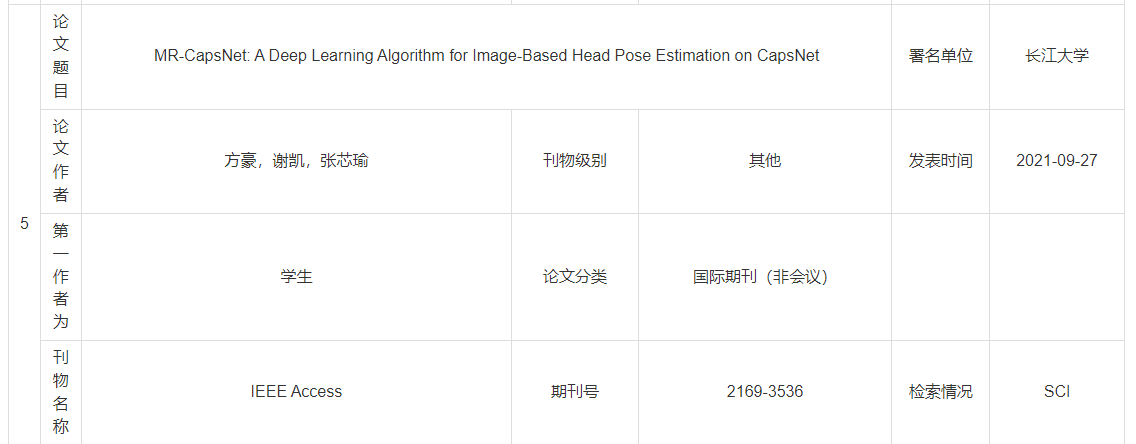 5
论文题目
MR-CapsNet: A Deep Learning Algorithm for Image-Based Head Pose Estimation on CapsNet
署名单位
长江大学
论文作者
方豪，谢凯，张芯瑜
刊物级别
其他
发表时间
2021-09-27
第一作者为
学生
论文分类
国际期刊（非会议）
刊物名称
IEEE Access
期刊号
2169-3536
检索情况
SCI